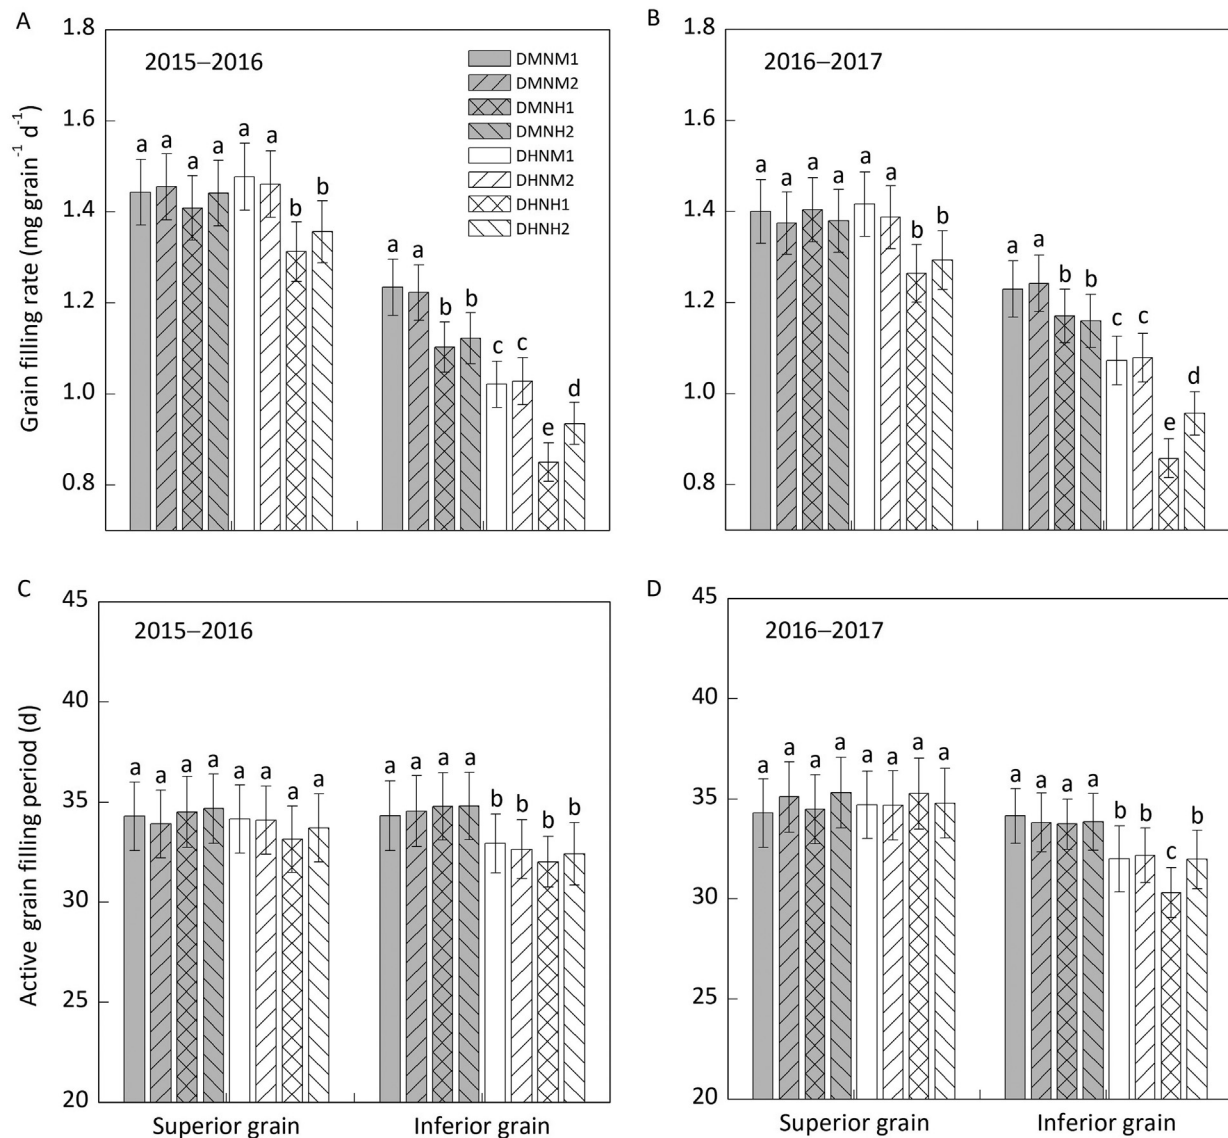 A
1.8
1.6
1.4
1.2
1.0
0.8
Grain filling rate (mg grain⁻¹ d⁻¹)
2015–2016
DMNM1
DMNM2
DMNH1
DMNH2
DHNM1
DHNM2
DHNH1
DHNH2
a a a a a a b b
a a b b c c e d
B
1.8
1.6
1.4
1.2
1.0
0.8
2016–2017
a a a a a a b b
a a b b c c e d
C
45
40
35
30
25
20
Active grain filling period (d)
2015–2016
a a a a a a a a
a a a a b b b b
Superior grain
Inferior grain
D
45
40
35
30
25
20
2016–2017
a a a a a a a a
a a a a b b c b
Superior grain
Inferior grain